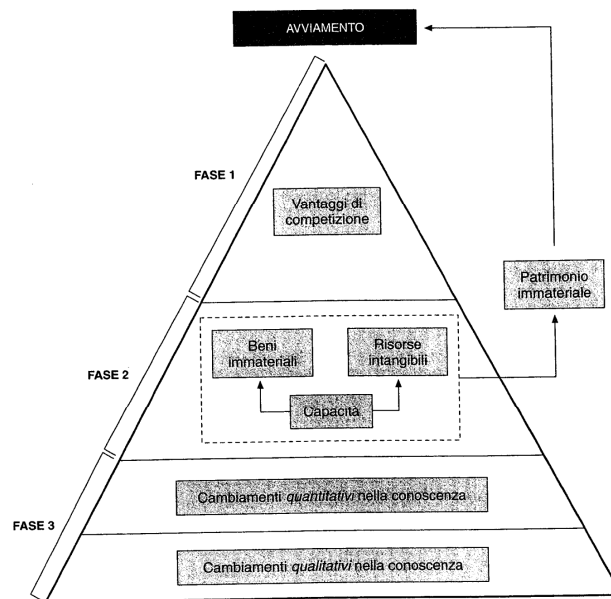 AVVIAMENTO
FASE 1
Vantaggi di
competizione
Patrimonio
immateriale
Beni
immateriali
Risorse
intangibili
FASE 2
Capacità
Cambiamenti quantitativi nella conoscenza
FASE 3
Cambiamenti qualitativi nella conoscenza